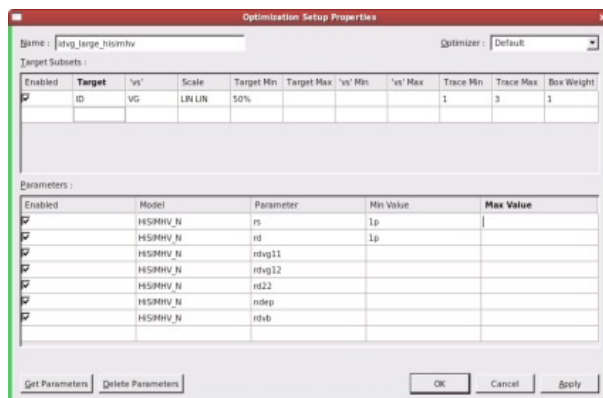 Optimization Setup Properties
Name : idvg_large_hisimhv Optimizer : Default
Target Subsets :
Enabled Target 'vs' Scale Target Min Target Max 'vs' Min 'vs' Max Trace Min Trace Max Box Weight
ID VG LIN LIN 50% 1 3 1
Parameters :
Enabled Model Parameter Min Value Max Value
HiSIMHV_N rs 1p
HiSIMHV_N rd 1p
HiSIMHV_N rdvg11
HiSIMHV_N rdvg12
HiSIMHV_N rd22
HiSIMHV_N ndep
HiSIMHV_N rdvb
Get Parameters Delete Parameters OK Cancel Apply